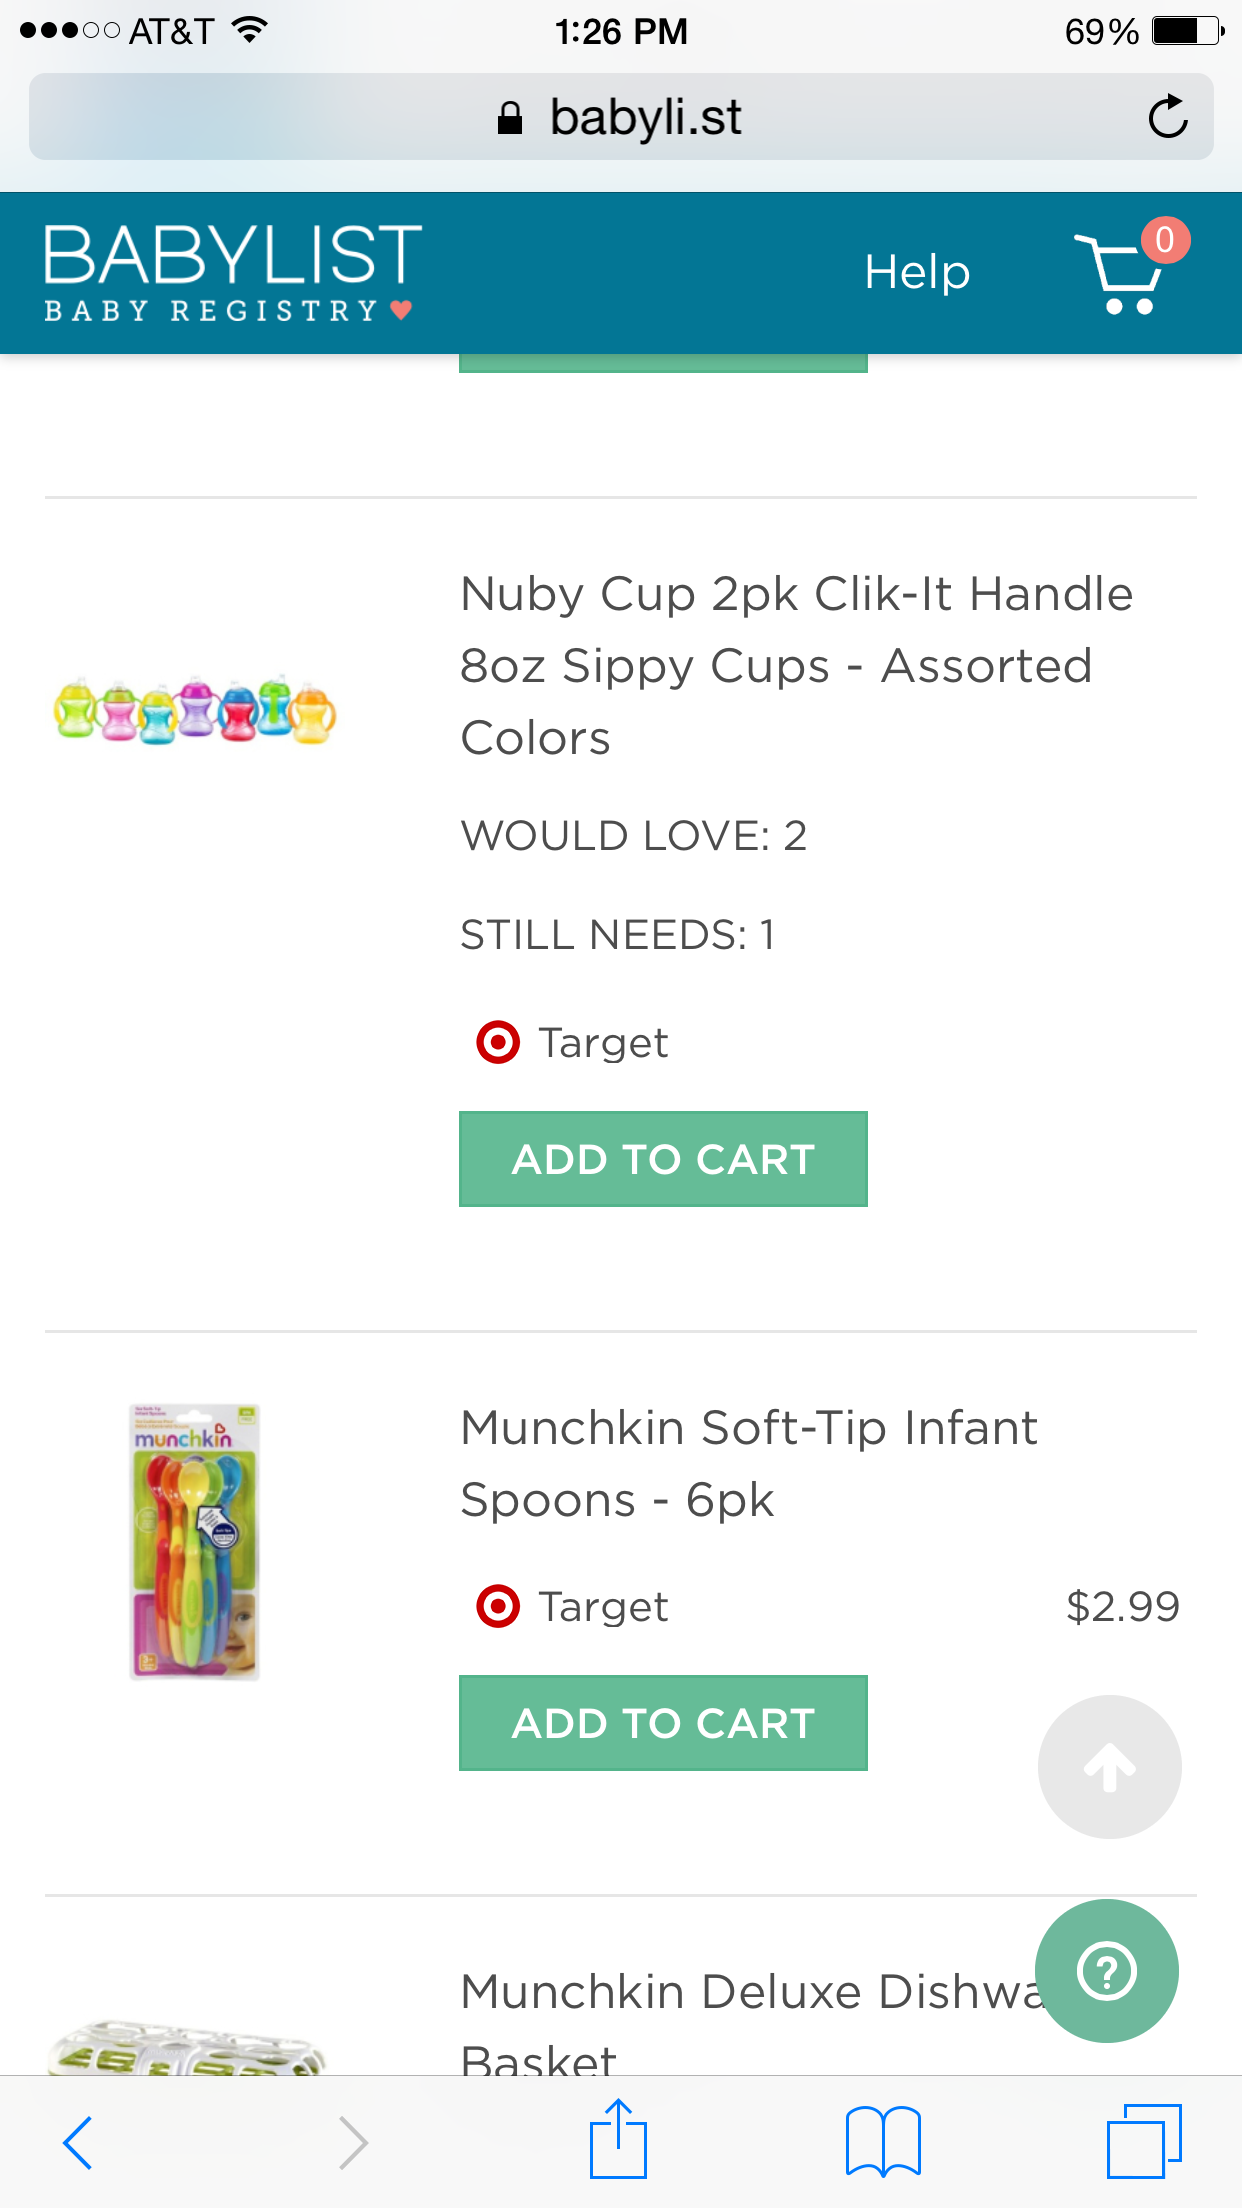 AT&T 1:26 PM 69%
babyli.st
BABYLIST
BABY REGISTRY
Help
0
Nuby Cup 2pk Clik-It Handle
8oz Sippy Cups - Assorted
Colors
WOULD LOVE: 2
STILL NEEDS: 1
Target
ADD TO CART
munchkin
Munchkin Soft-Tip Infant
Spoons - 6pk
Target $2.99
ADD TO CART
?
Munchkin Deluxe
Basket